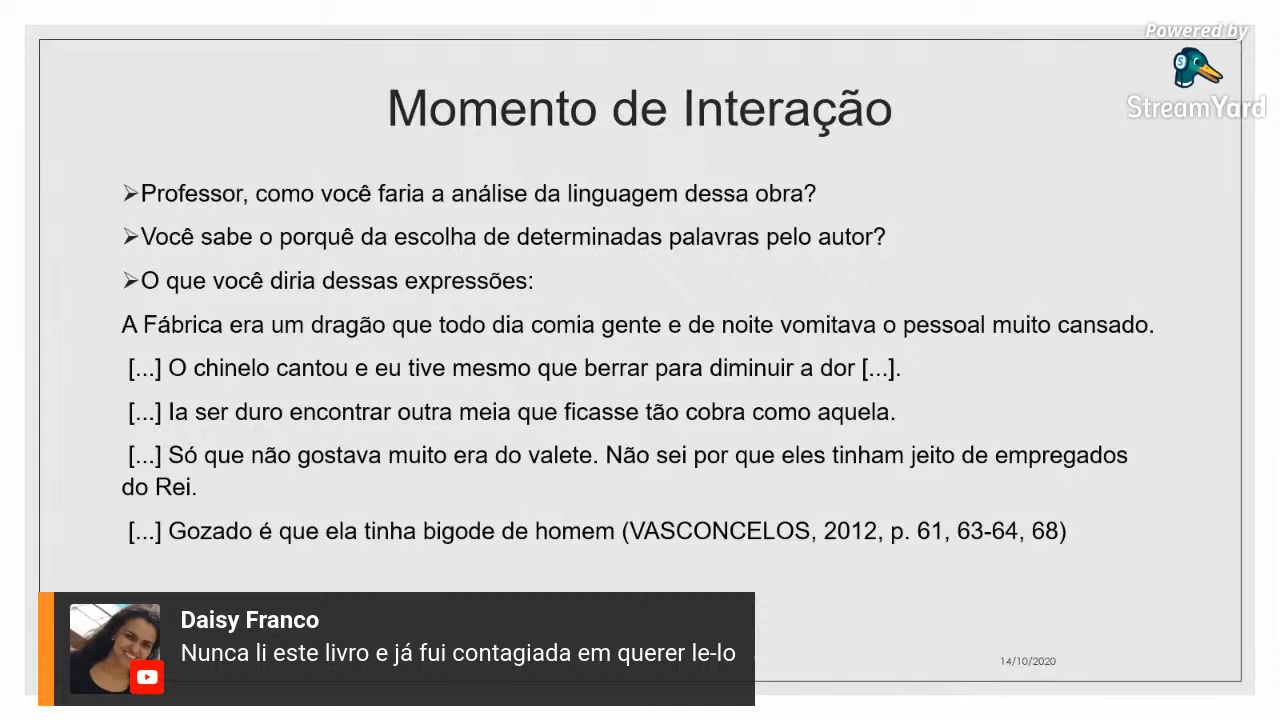 Powered by
StreamYard
Momento de Interação
➢Professor, como você faria a análise da linguagem dessa obra?
➢Você sabe o porquê da escolha de determinadas palavras pelo autor?
➢O que você diria dessas expressões:
A Fábrica era um dragão que todo dia comia gente e de noite vomitava o pessoal muito cansado.
[...] O chinelo cantou e eu tive mesmo que berrar para diminuir a dor [...].
[...] Ia ser duro encontrar outra meia que ficasse tão cobra como aquela.
[...] Só que não gostava muito era do valete. Não sei por que eles tinham jeito de empregados
do Rei.
[...] Gozado é que ela tinha bigode de homem (VASCONCELOS, 2012, p. 61, 63-64, 68)
Daisy Franco
Nunca li este livro e já fui contagiada em querer le-lo
14/10/2020